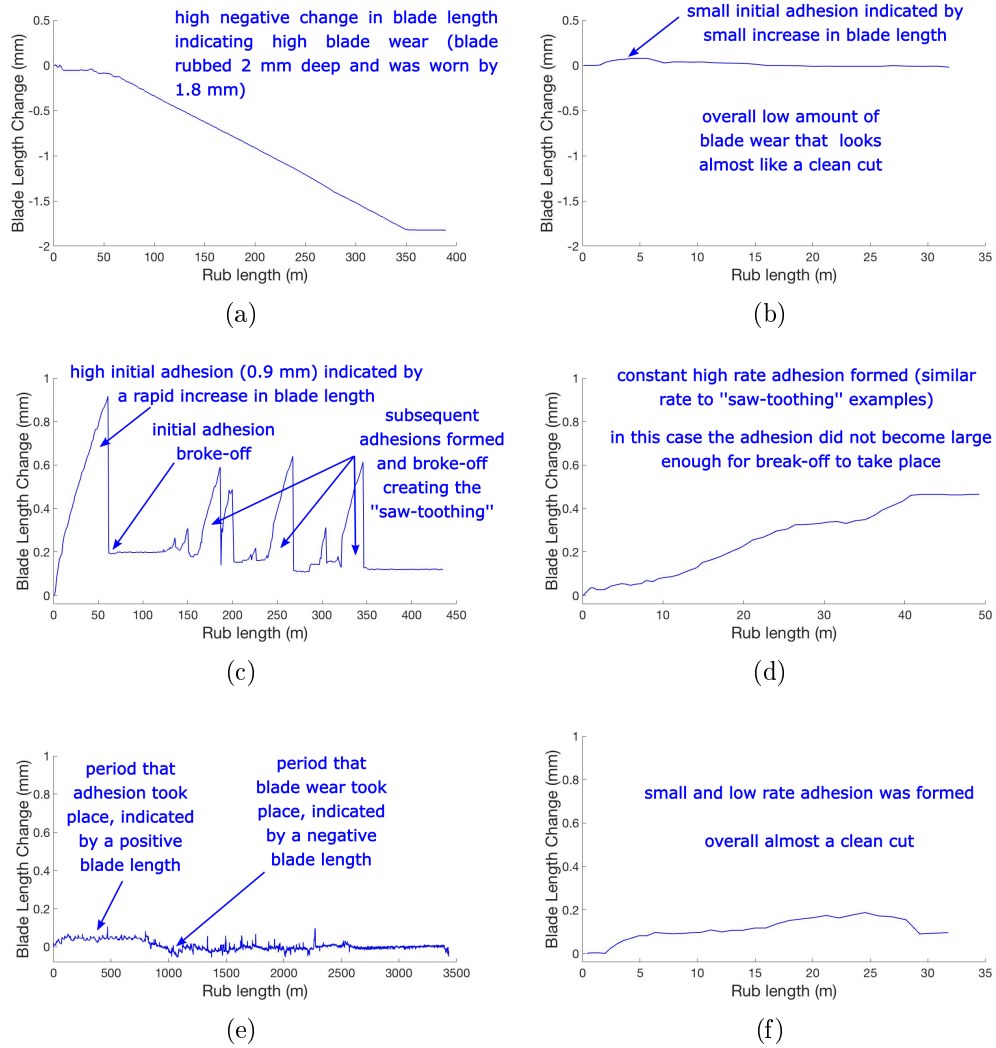 high negative change in blade length
indicating high blade wear (blade
rubbed 2 mm deep and was worn by
1.8 mm)
Blade Length Change (mm)
0.5
0
-0.5
-1
-1.5
-2
0 50 100 150 200 250 300 350 400
Rub length (m)
(a)
small initial adhesion indicated by
small increase in blade length
overall low amount of
blade wear that looks
almost like a clean cut
Blade Length Change (mm)
0.5
0
-0.5
-1
-1.5
-2
0 5 10 15 20 25 30 35
Rub length (m)
(b)
high initial adhesion (0.9 mm) indicated by
a rapid increase in blade length
initial adhesion
broke-off
subsequent
adhesions formed
and broke-off
creating the
"saw-toothing"
Blade Length Change (mm)
1
0.8
0.6
0.4
0.2
0
0 50 100 150 200 250 300 350 400 450
Rub length (m)
(c)
constant high rate adhesion formed (similar
rate to "saw-toothing" examples)
in this case the adhesion did not become large
enough for break-off to take place
Blade Length Change (mm)
1
0.8
0.6
0.4
0.2
0
0 10 20 30 40 50
Rub length (m)
(d)
period that
adhesion took
place, indicated
by a positive
blade length
period that
blade wear took
place, indicated
by a negative
blade length
Blade Length Change (mm)
1
0.8
0.6
0.4
0.2
0
0 500 1000 1500 2000 2500 3000 3500
Rub length (m)
(e)
small and low rate adhesion was formed
overall almost a clean cut
Blade Length Change (mm)
1
0.8
0.6
0.4
0.2
0
0 5 10 15 20 25 30 35
Rub length (m)
(f)